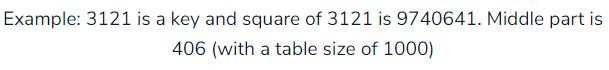 Example: 3121 is a key and square of 3121 is 9740641. Middle part is
406 (with a table size of 1000)